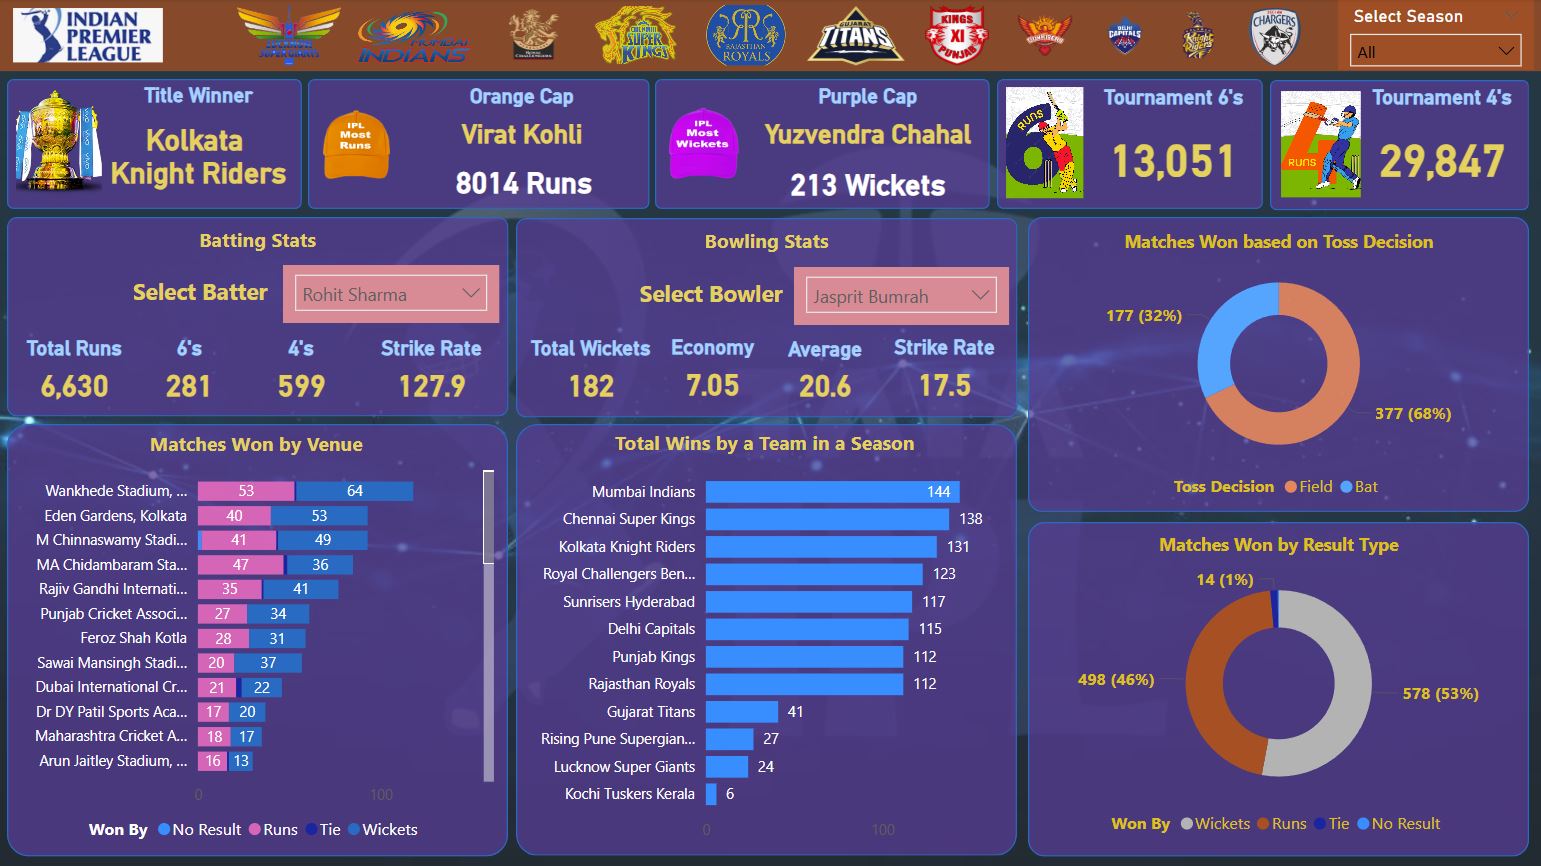 INDIAN
PREMIER
LEAGUE
MUMBAI
INDIANS
CHENNAI
SUPER
KINGS
RAJASTHAN
ROYALS
GUJARAT
TITANS
KINGS
XI
PUNJAB
SUNRISERS
DELHI
CAPITALS
Knight
Riders
CHARGERS
Select Season
All
Title Winner
Kolkata
Knight Riders
IPL
Most
Runs
Orange Cap
Virat Kohli
8014 Runs
IPL
Most
Wickets
Purple Cap
Yuzvendra Chahal
213 Wickets
RUNS
Tournament 6's
13,051
RUNS
Tournament 4's
29,847
Batting Stats
Select Batter
Rohit Sharma
Total Runs 6's 4's Strike Rate
6,630 281 599 127.9
Bowling Stats
Select Bowler
Jasprit Bumrah
Total Wickets Economy Average Strike Rate
182 7.05 20.6 17.5
Matches Won based on Toss Decision
177 (32%)
377 (68%)
Toss Decision Field Bat
Matches Won by Venue
Wankhede Stadium, ... 53 64
Eden Gardens, Kolkata 40 53
M Chinnaswamy Stadi... 41 49
MA Chidambaram Sta... 47 36
Rajiv Gandhi Internati... 35 41
Punjab Cricket Associ... 27 34
Feroz Shah Kotla 28 31
Sawai Mansingh Stadi... 20 37
Dubai International Cr... 21 22
Dr DY Patil Sports Aca... 17 20
Maharashtra Cricket A... 18 17
Arun Jaitley Stadium, ... 16 13
0 100
Won By No Result Runs Tie Wickets
Total Wins by a Team in a Season
Mumbai Indians 144
Chennai Super Kings 138
Kolkata Knight Riders 131
Royal Challengers Ben... 123
Sunrisers Hyderabad 117
Delhi Capitals 115
Punjab Kings 112
Rajasthan Royals 112
Gujarat Titans 41
Rising Pune Supergian... 27
Lucknow Super Giants 24
Kochi Tuskers Kerala 6
0 100
Matches Won by Result Type
14 (1%)
498 (46%)
578 (53%)
Won By Wickets Runs Tie No Result